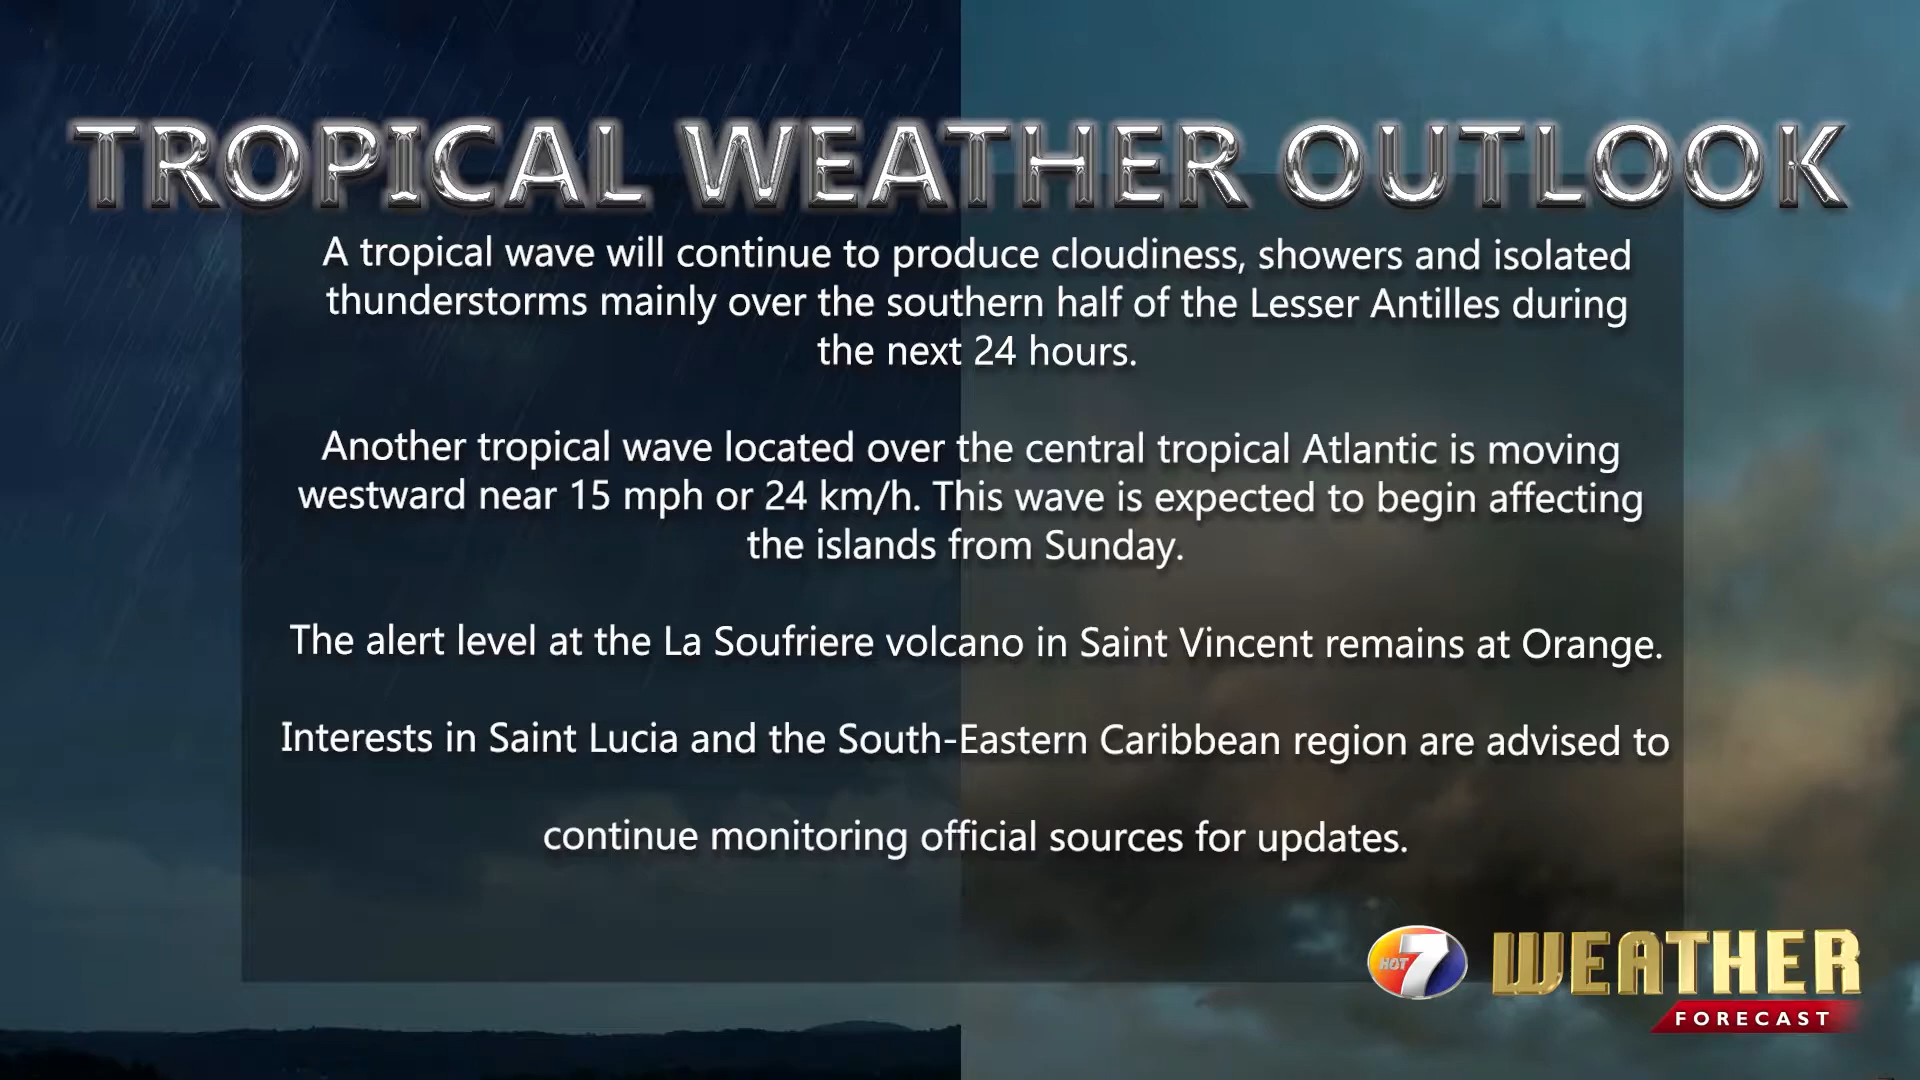 TROPICAL WEATHER OUTLOOK
A tropical wave will continue to produce cloudiness, showers and isolated
thunderstorms mainly over the southern half of the Lesser Antilles during
the next 24 hours.
Another tropical wave located over the central tropical Atlantic is moving
westward near 15 mph or 24 km/h. This wave is expected to begin affecting
the islands from Sunday.
The alert level at the La Soufriere volcano in Saint Vincent remains at Orange.
Interests in Saint Lucia and the South-Eastern Caribbean region are advised to
continue monitoring official sources for updates.
HOT 7
WEATHER
FORECAST